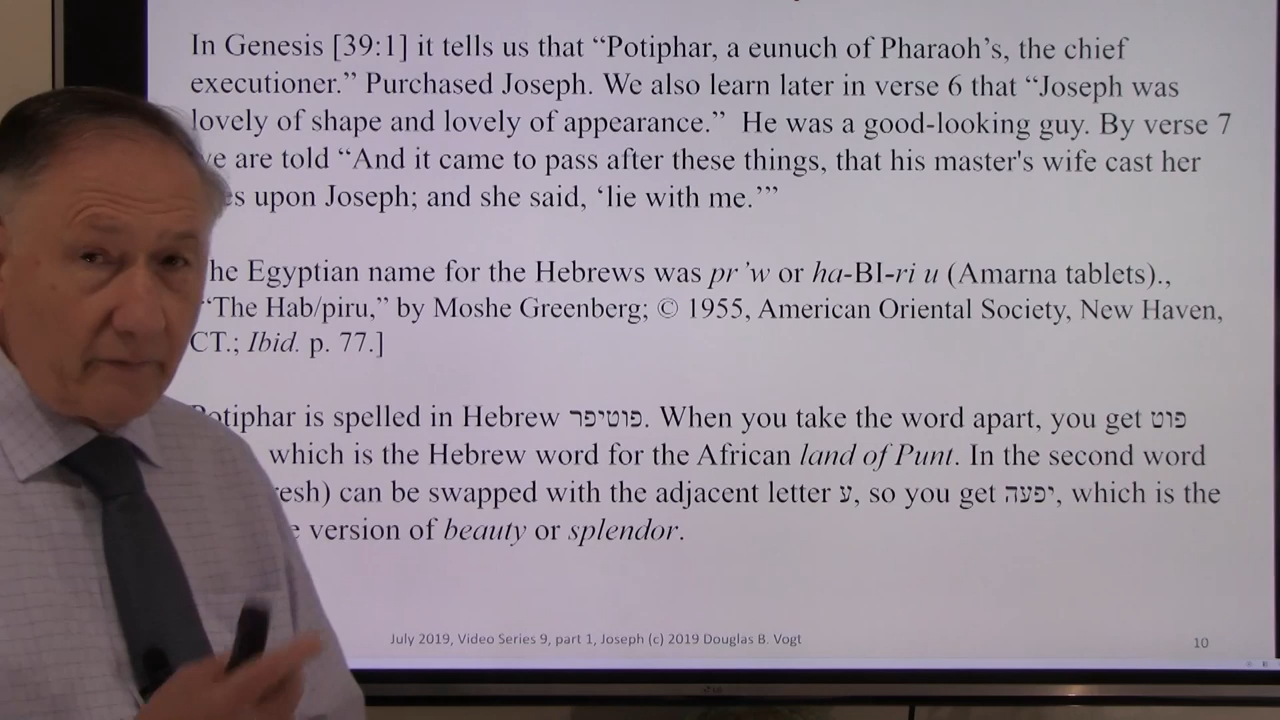 In Genesis [39:1] it tells us that “Potiphar, a eunuch of Pharaoh’s, the chief
executioner.” Purchased Joseph. We also learn later in verse 6 that “Joseph was
lovely of shape and lovely of appearance.” He was a good-looking guy. By verse 7
are told “And it came to pass after these things, that his master's wife cast her
upon Joseph; and she said, ‘lie with me.’”
he Egyptian name for the Hebrews was pr ’w or ha-BI-ri u (Amarna tablets).,
“The Hab/piru,” by Moshe Greenberg; © 1955, American Oriental Society, New Haven,
CT.; Ibid. p. 77.]
Potiphar is spelled in Hebrew פוטיפר. When you take the word apart, you get פוט
which is the Hebrew word for the African land of Punt. In the second word
resh) can be swapped with the adjacent letter ע, so you get יפעה, which is the
version of beauty or splendor.
July 2019, Video Series 9, part 1, Joseph (c) 2019 Douglas B. Vogt
10